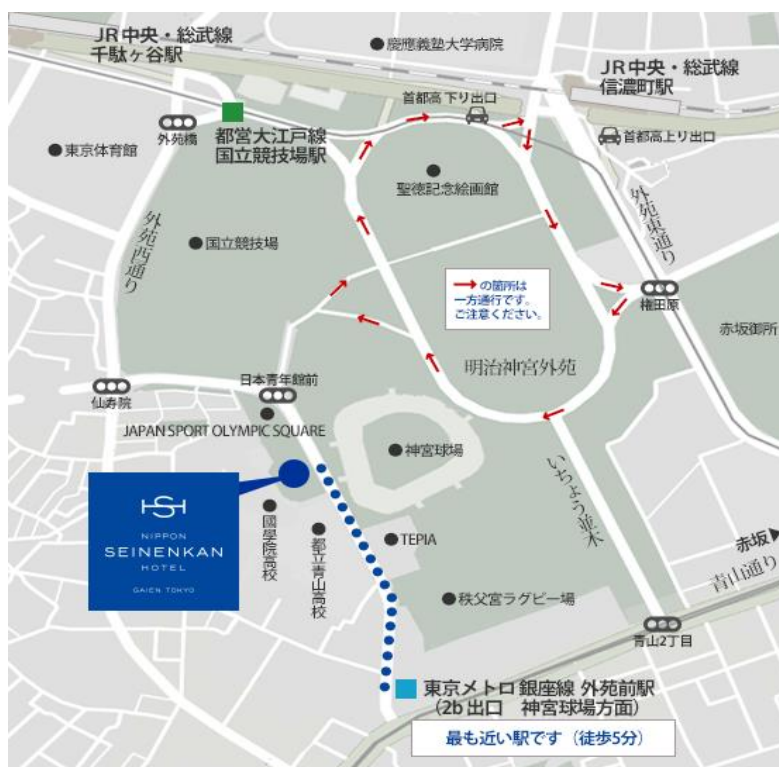 JR中央・総武線
千駄ヶ谷駅
慶應義塾大学病院
JR中央・総武線
信濃町駅
首都高 下り出口
外苑橋
都営大江戸線
国立競技場駅
首都高上り出口
東京体育館
聖徳記念絵画館
外苑西通り
外苑東通り
国立競技場
の箇所は
一方通行です。
ご注意ください。
権田原
赤坂御所
明治神宮外苑
仙寿院
日本青年館前
JAPAN SPORT OLYMPIC SQUARE
神宮球場
いちょう並木
HSH
NIPPON
SEINENKAN
HOTEL
GAIEN TOKYO
國學院高校
都立青山高校
TEPIA
赤坂
青山通り
秩父宮ラグビー場
青山2丁目
東京メトロ 銀座線 外苑前駅
（2b 出口　神宮球場方面）
最も近い駅です（徒歩5分）